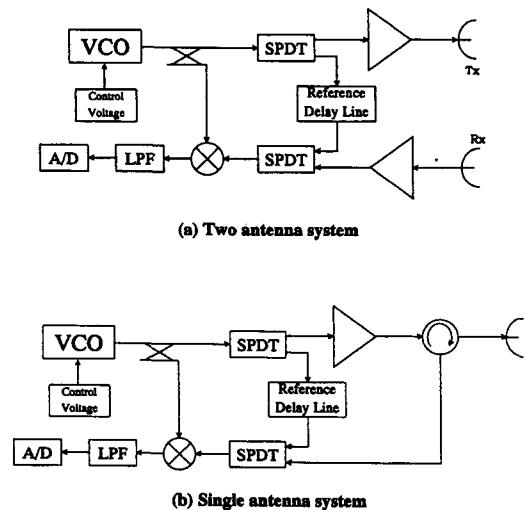 VCO
SPDT
Tx
Control
Voltage
Reference
Delay Line
Rx
A/D
LPF
SPDT
(a) Two antenna system
VCO
SPDT
Control
Voltage
Reference
Delay Line
A/D
LPF
SPDT
(b) Single antenna system